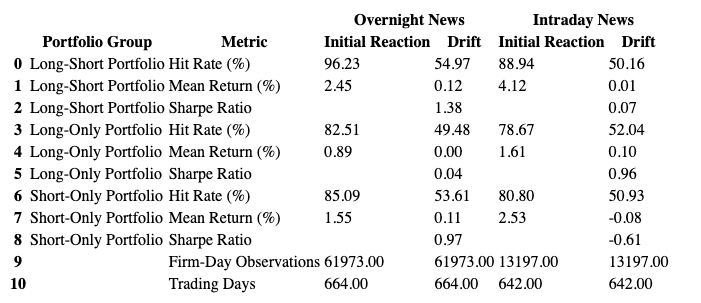 Overnight News Intraday News
Portfolio Group Metric Initial Reaction Drift Initial Reaction Drift
0 Long-Short Portfolio Hit Rate (%) 96.23 54.97 88.94 50.16
1 Long-Short Portfolio Mean Return (%) 2.45 0.12 4.12 0.01
2 Long-Short Portfolio Sharpe Ratio 1.38 0.07
3 Long-Only Portfolio Hit Rate (%) 82.51 49.48 78.67 52.04
4 Long-Only Portfolio Mean Return (%) 0.89 0.00 1.61 0.10
5 Long-Only Portfolio Sharpe Ratio 0.04 0.96
6 Short-Only Portfolio Hit Rate (%) 85.09 53.61 80.80 50.93
7 Short-Only Portfolio Mean Return (%) 1.55 0.11 2.53 -0.08
8 Short-Only Portfolio Sharpe Ratio 0.97 -0.61
9 Firm-Day Observations 61973.00 61973.00 13197.00 13197.00
10 Trading Days 664.00 664.00 642.00 642.00